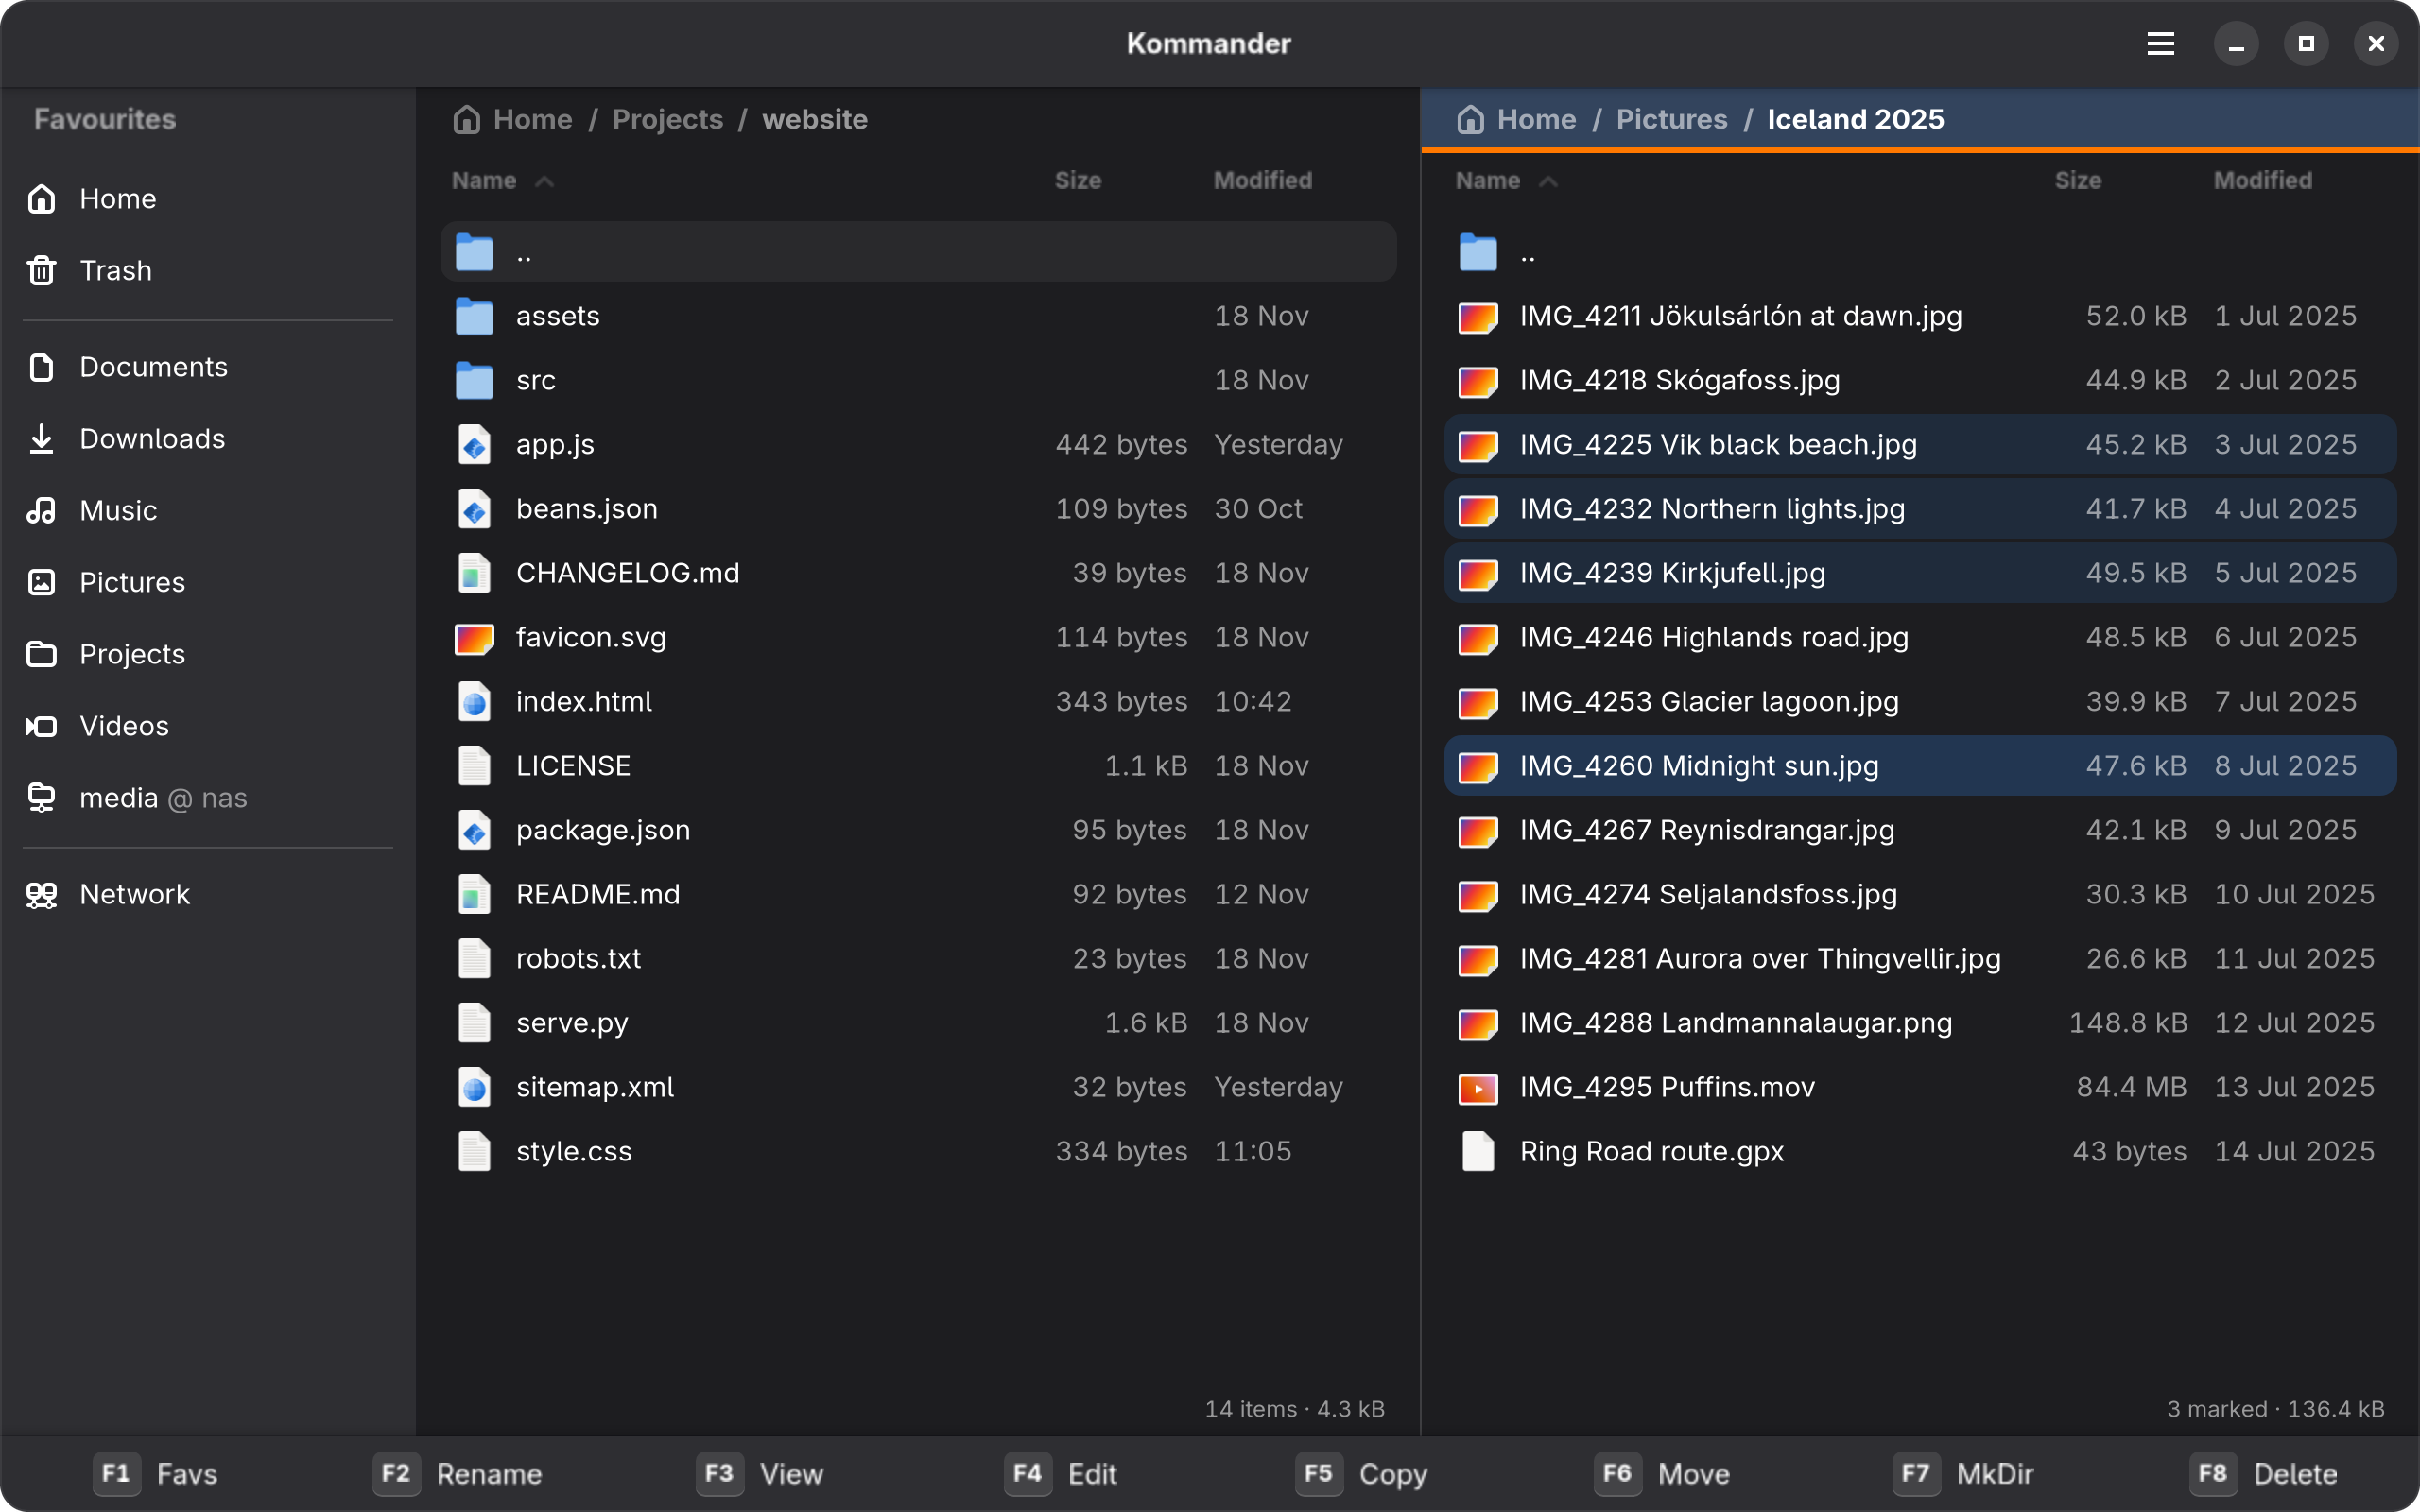 Kommander
Favourites
Home
Trash
Documents
Downloads
Music
Pictures
Projects
Videos
media @ nas
Network
Home / Projects / website
Name Size Modified
..
assets 18 Nov
src 18 Nov
app.js 442 bytes Yesterday
beans.json 109 bytes 30 Oct
CHANGELOG.md 39 bytes 18 Nov
favicon.svg 114 bytes 18 Nov
index.html 343 bytes 10:42
LICENSE 1.1 kB 18 Nov
package.json 95 bytes 18 Nov
README.md 92 bytes 12 Nov
robots.txt 23 bytes 18 Nov
serve.py 1.6 kB 18 Nov
sitemap.xml 32 bytes Yesterday
style.css 334 bytes 11:05
14 items · 4.3 kB
Home / Pictures / Iceland 2025
Name Size Modified
..
IMG_4211 Jökulsárlón at dawn.jpg 52.0 kB 1 Jul 2025
IMG_4218 Skógafoss.jpg 44.9 kB 2 Jul 2025
IMG_4225 Vik black beach.jpg 45.2 kB 3 Jul 2025
IMG_4232 Northern lights.jpg 41.7 kB 4 Jul 2025
IMG_4239 Kirkjufell.jpg 49.5 kB 5 Jul 2025
IMG_4246 Highlands road.jpg 48.5 kB 6 Jul 2025
IMG_4253 Glacier lagoon.jpg 39.9 kB 7 Jul 2025
IMG_4260 Midnight sun.jpg 47.6 kB 8 Jul 2025
IMG_4267 Reynisdrangar.jpg 42.1 kB 9 Jul 2025
IMG_4274 Seljalandsfoss.jpg 30.3 kB 10 Jul 2025
IMG_4281 Aurora over Thingvellir.jpg 26.6 kB 11 Jul 2025
IMG_4288 Landmannalaugar.png 148.8 kB 12 Jul 2025
IMG_4295 Puffins.mov 84.4 MB 13 Jul 2025
Ring Road route.gpx 43 bytes 14 Jul 2025
3 marked · 136.4 kB
F1 Favs F2 Rename F3 View F4 Edit F5 Copy F6 Move F7 MkDir F8 Delete